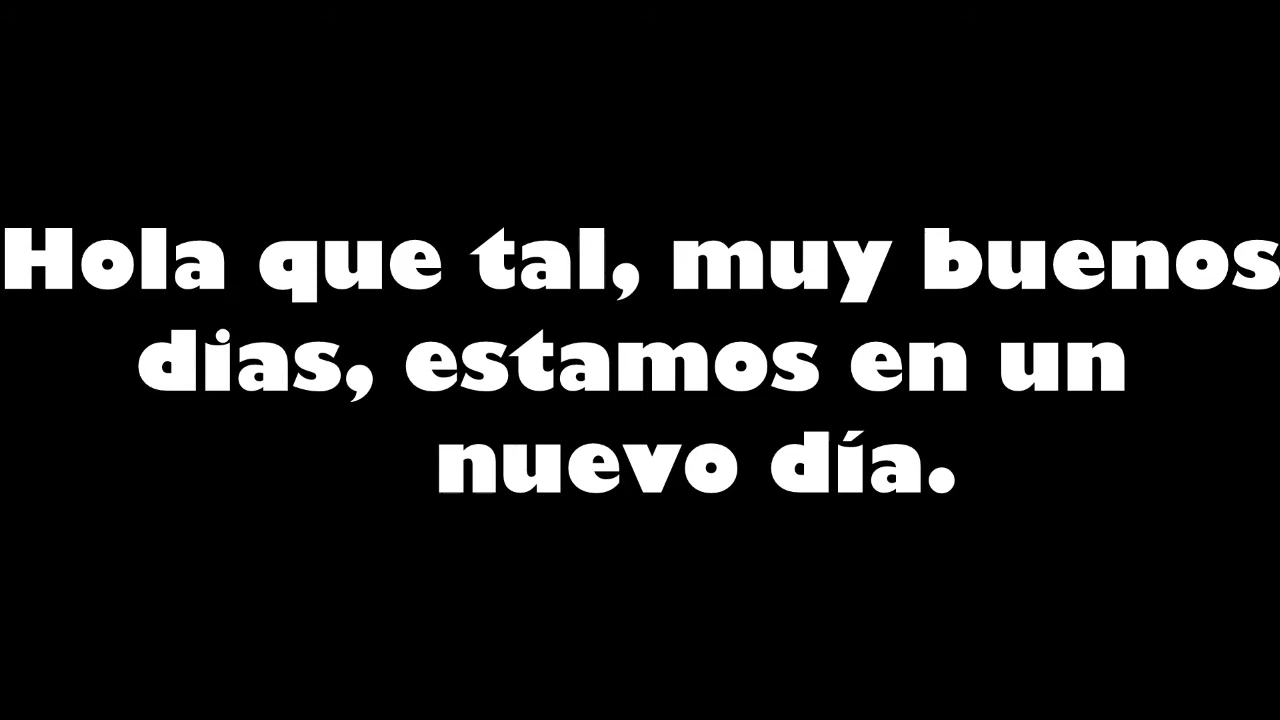 Hola que tal, muy buenos
dias, estamos en un
nuevo día.